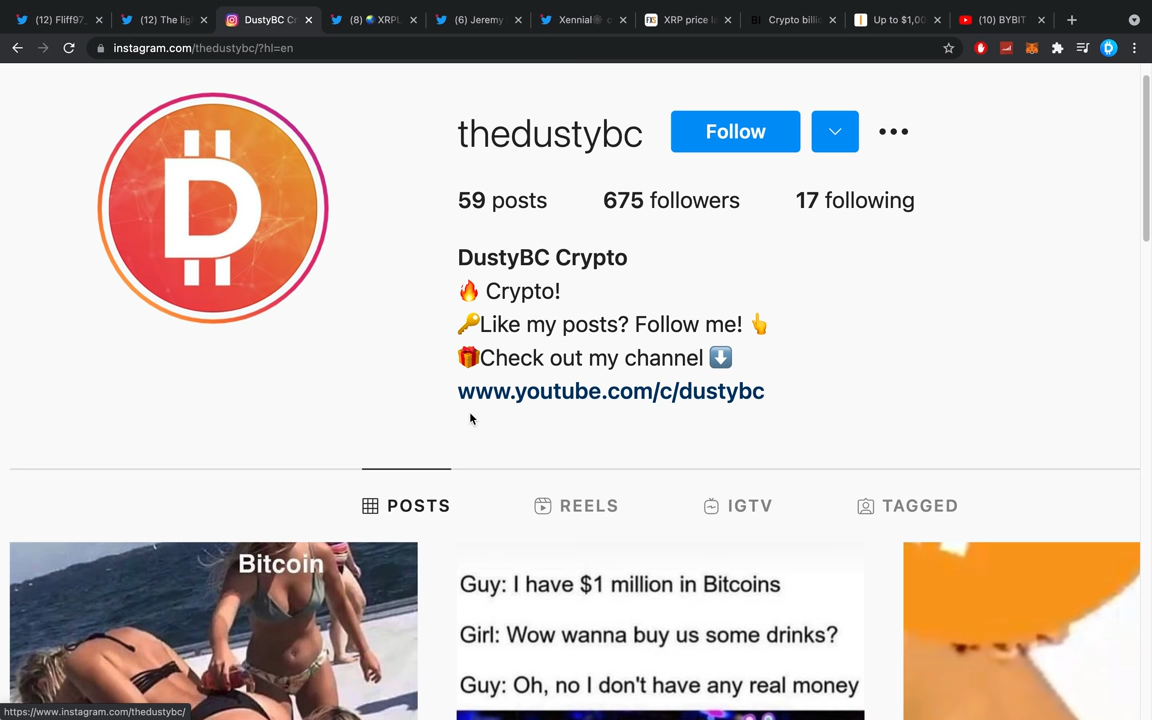 (12) Fliff97_
(12) The lig
DustyBC Cr
(8) 🌏 XRPL
(6) Jeremy
Xennial
XRP price
Crypto billi
Up to $1,00
(10) BYBIT
instagram.com/thedustybc/?hl=en
thedustybc
Follow
59 posts
675 followers
17 following
DustyBC Crypto
🔥 Crypto!
🔑Like my posts? Follow me! 👆
🎁Check out my channel ⬇️
www.youtube.com/c/dustybc
POSTS
REELS
IGTV
TAGGED
Bitcoin
Guy: I have $1 million in Bitcoins
Girl: Wow wanna buy us some drinks?
Guy: Oh, no I don't have any real money
https://www.instagram.com/thedustybc/